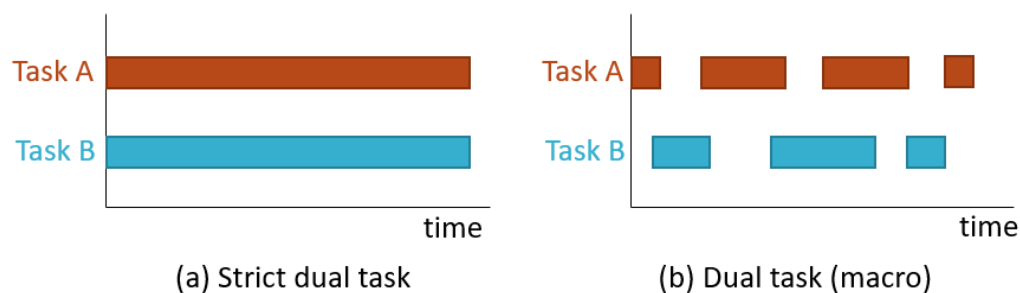 Task A
Task B
time
(a) Strict dual task
Task A
Task B
time
(b) Dual task (macro)